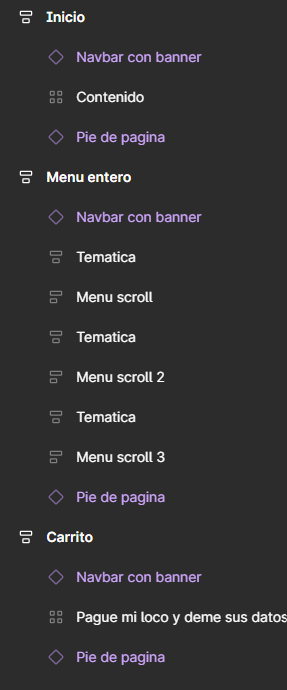 Inicio
Navbar con banner
Contenido
Pie de pagina
Menu entero
Navbar con banner
Tematica
Menu scroll
Tematica
Menu scroll 2
Tematica
Menu scroll 3
Pie de pagina
Carrito
Navbar con banner
Pague mi loco y deme sus datos
Pie de pagina